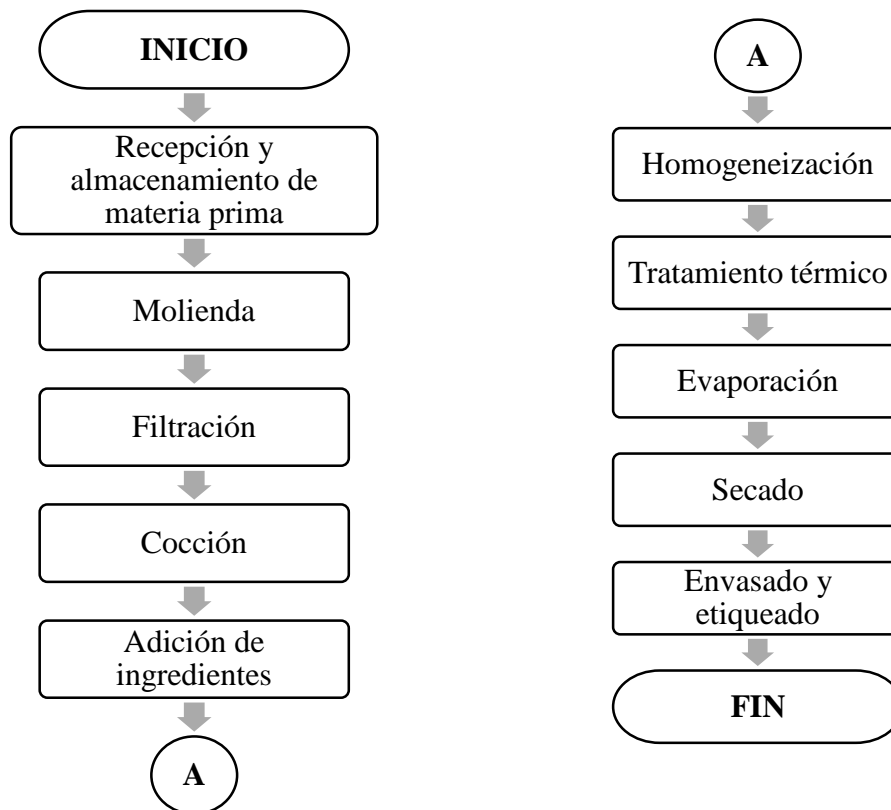 INICIO
Recepción y
almacenamiento de
materia prima
Molienda
Filtración
Cocción
Adición de
ingredientes
A
A
Homogeneización
Tratamiento térmico
Evaporación
Secado
Envasado y
etiqueado
FIN